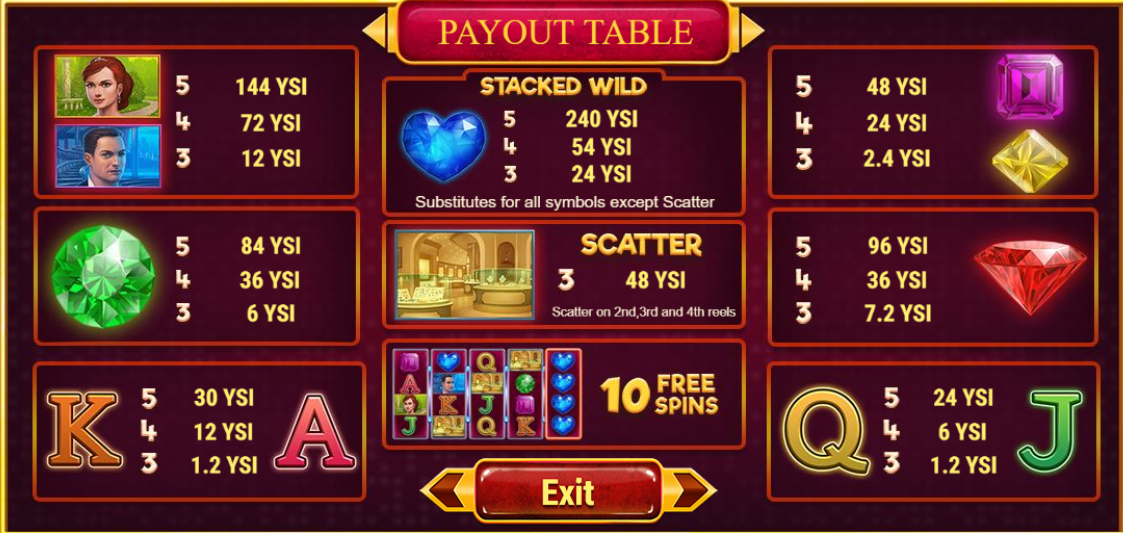 PAYOUT TABLE
5 144 YSI
4 72 YSI
3 12 YSI
STACKED WILD
5 240 YSI
4 54 YSI
3 24 YSI
Substitutes for all symbols except Scatter
5 48 YSI
4 24 YSI
3 2.4 YSI
5 84 YSI
4 36 YSI
3 6 YSI
SCATTER
3 48 YSI
Scatter on 2nd,3rd and 4th reels
5 96 YSI
4 36 YSI
3 7.2 YSI
K
5 30 YSI
4 12 YSI
3 1.2 YSI
A
Q
A
K
J
Q
J
Q
K
10 FREE
SPINS
Q
5 24 YSI
4 6 YSI
3 1.2 YSI
J
Exit